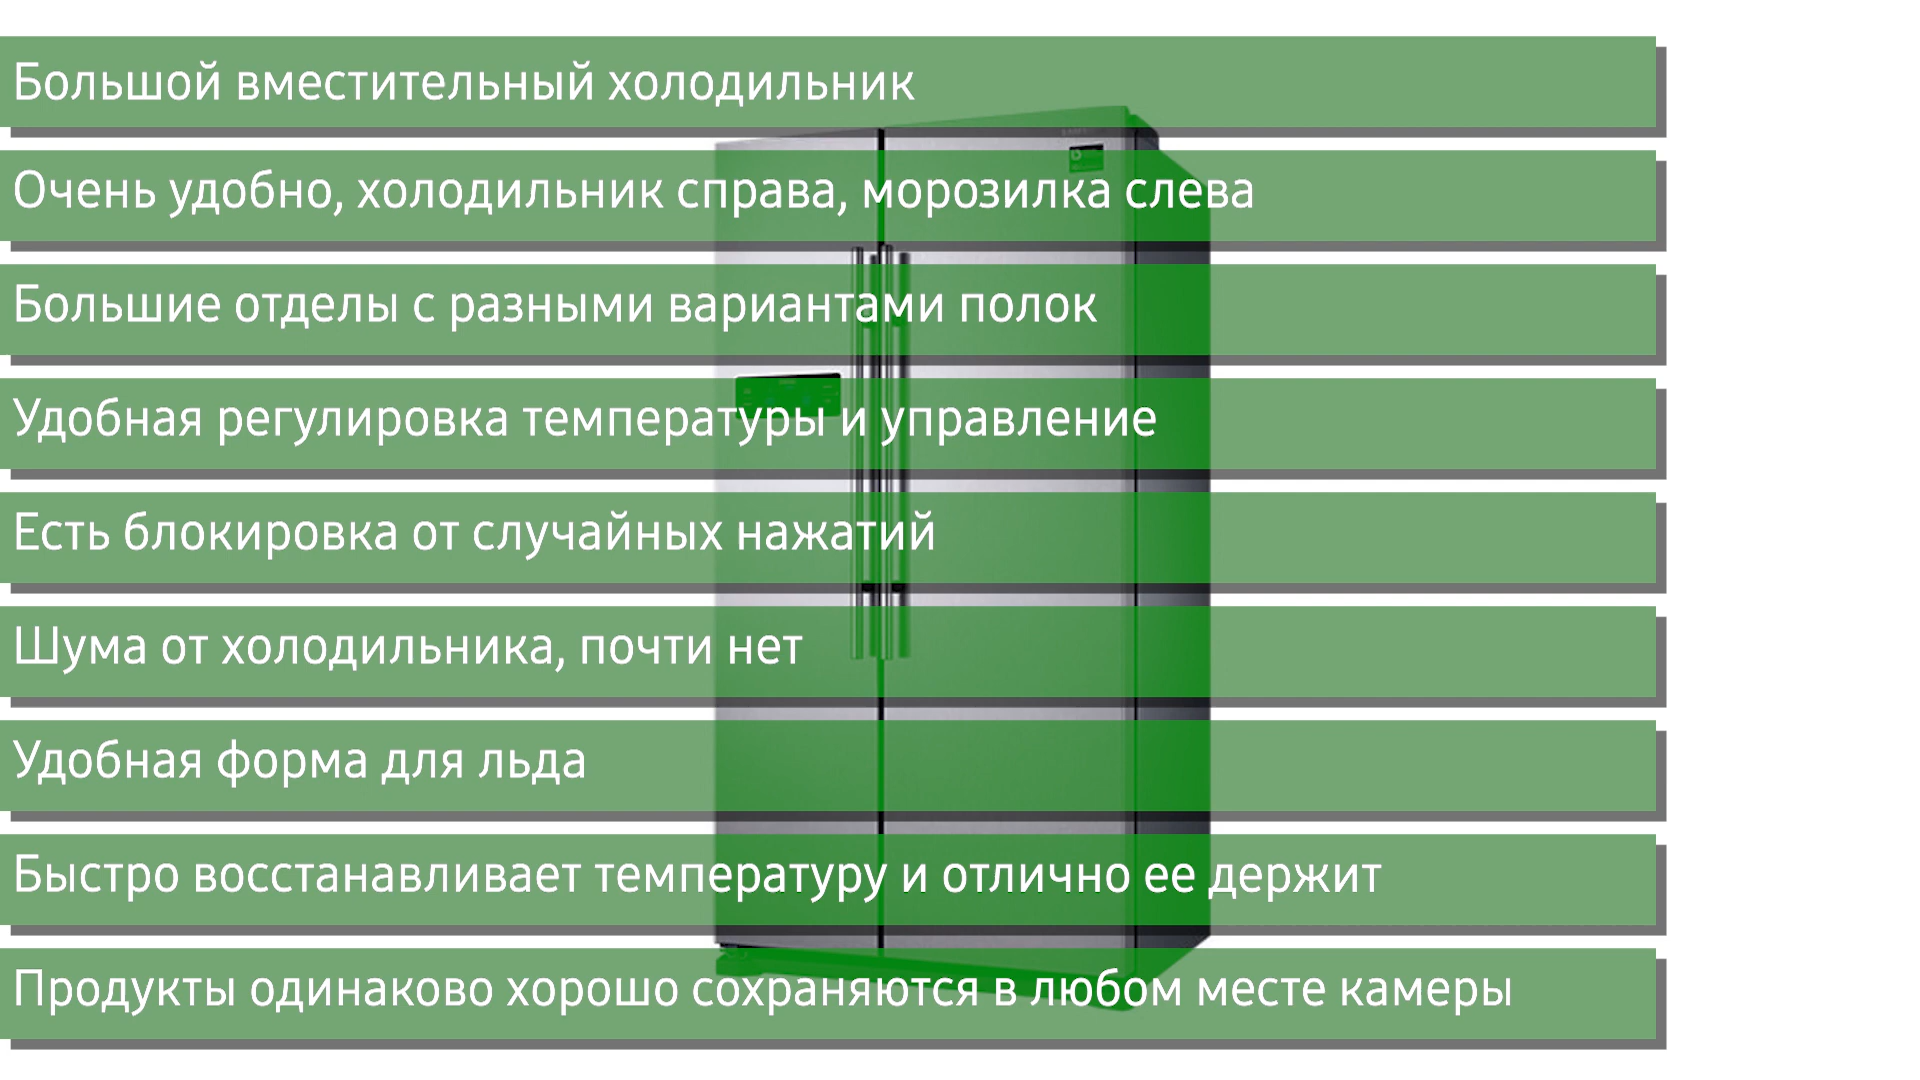 Большой вместительный холодильник
Очень удобно, холодильник справа, морозилка слева
Большие отделы с разными вариантами полок
Удобная регулировка температуры и управление
Есть блокировка от случайных нажатий
Шума от холодильника, почти нет
Удобная форма для льда
Быстро восстанавливает температуру и отлично ее держит
Продукты одинаково хорошо сохраняются в любом месте камеры